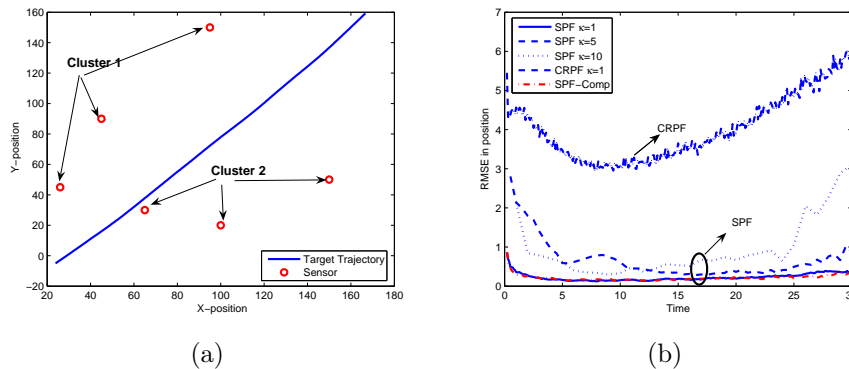 160
140
120
100
80
60
40
20
0
−20
20 40 60 80 100 120 140 160 180
Y−position
X−position
Cluster 1
Cluster 2
Target Trajectory
Sensor
(a)
7
6
5
4
3
2
1
0
0 5 10 15 20 25 30
RMSE in position
Time
SPF κ=1
SPF κ=5
SPF κ=10
CRPF κ=1
SPF−Comp
CRPF
SPF
(b)